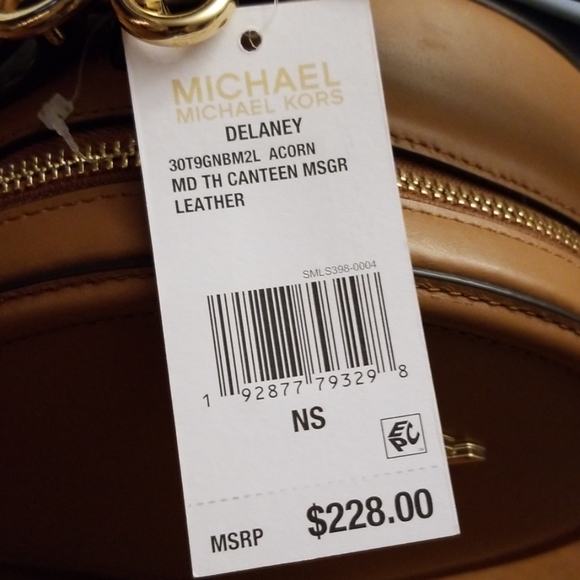 MICHAEL
MICHAEL KORS
DELANEY
30T9GNBM2L ACORN
MD TH CANTEEN MSGR
LEATHER
SMLS398-0004
1 92877 79329 8
NS
EPC
MSRP $228.00